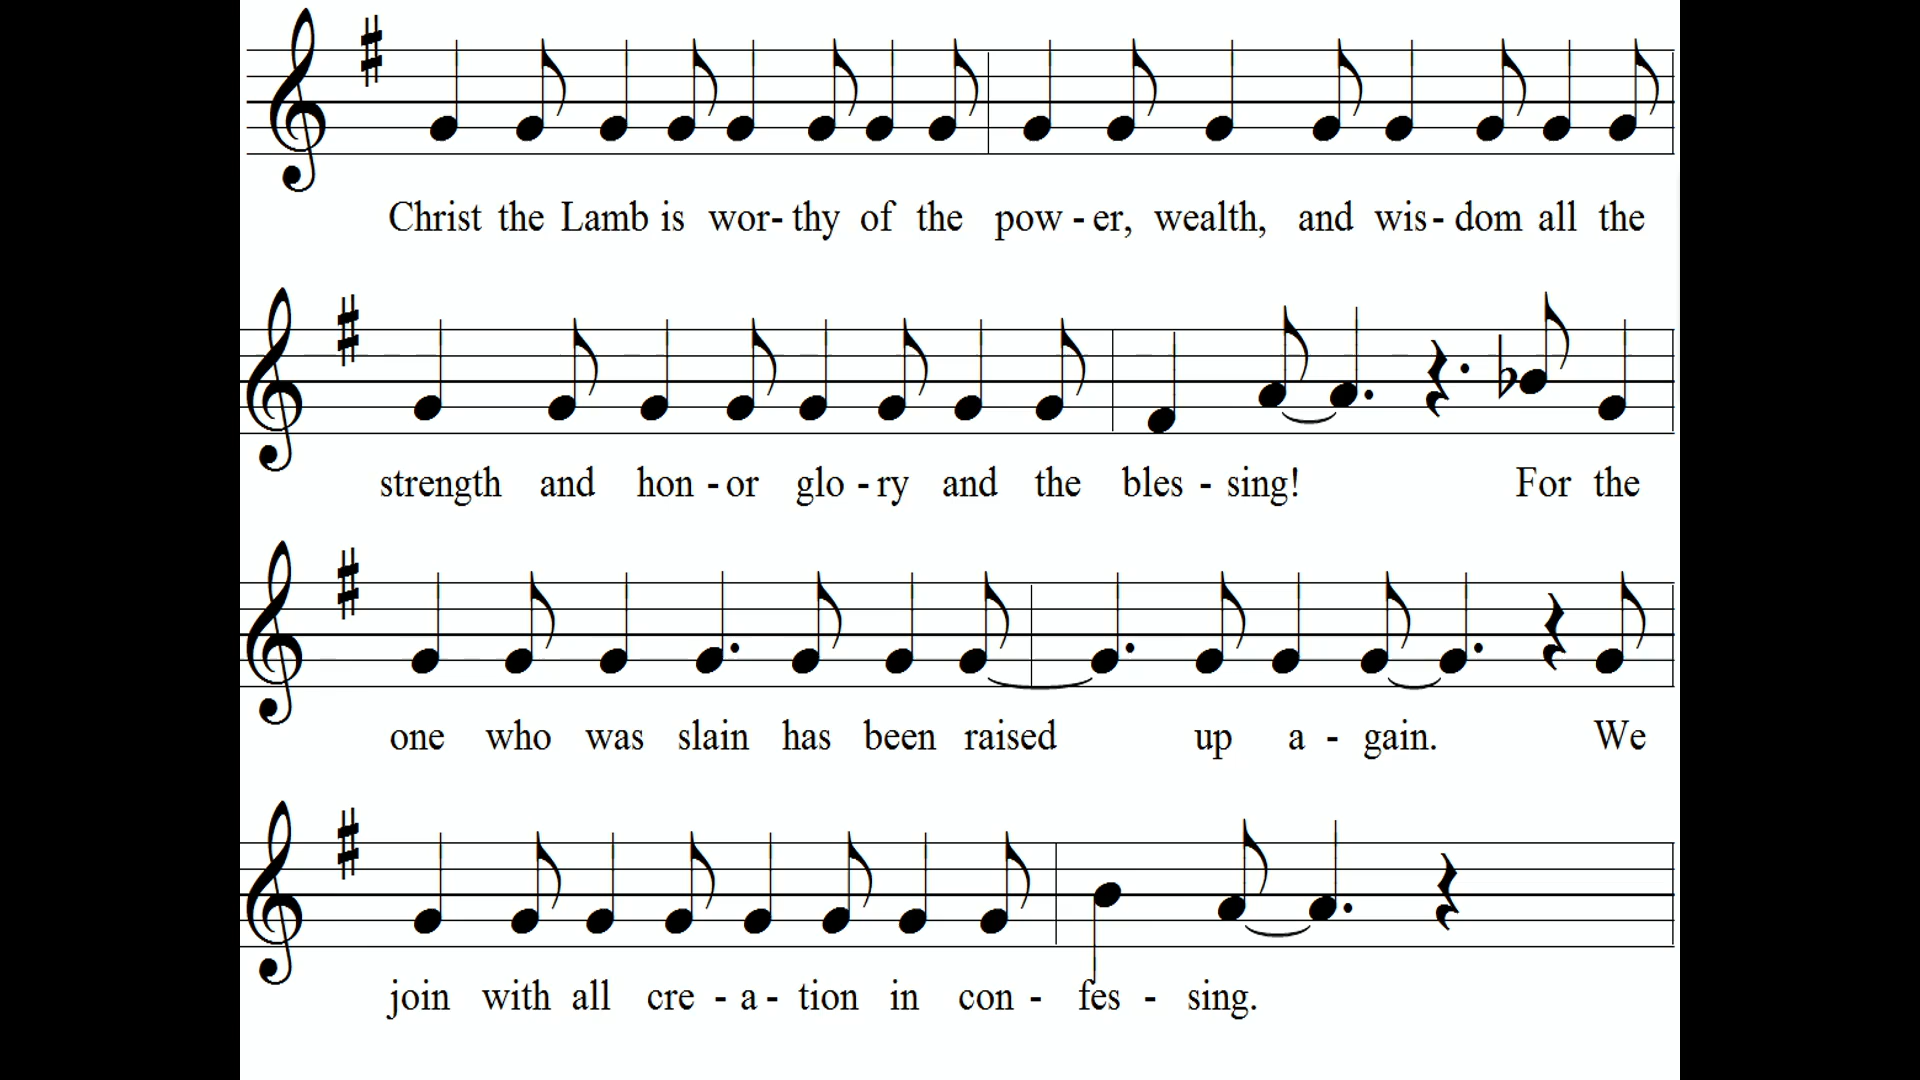 Christ the Lamb is wor- thy of the pow - er, wealth, and wis - dom all the
strength and hon - or glo - ry and the bles - sing! For the
one who was slain has been raised up a - gain. We
join with all cre - a - tion in con - fes - sing.